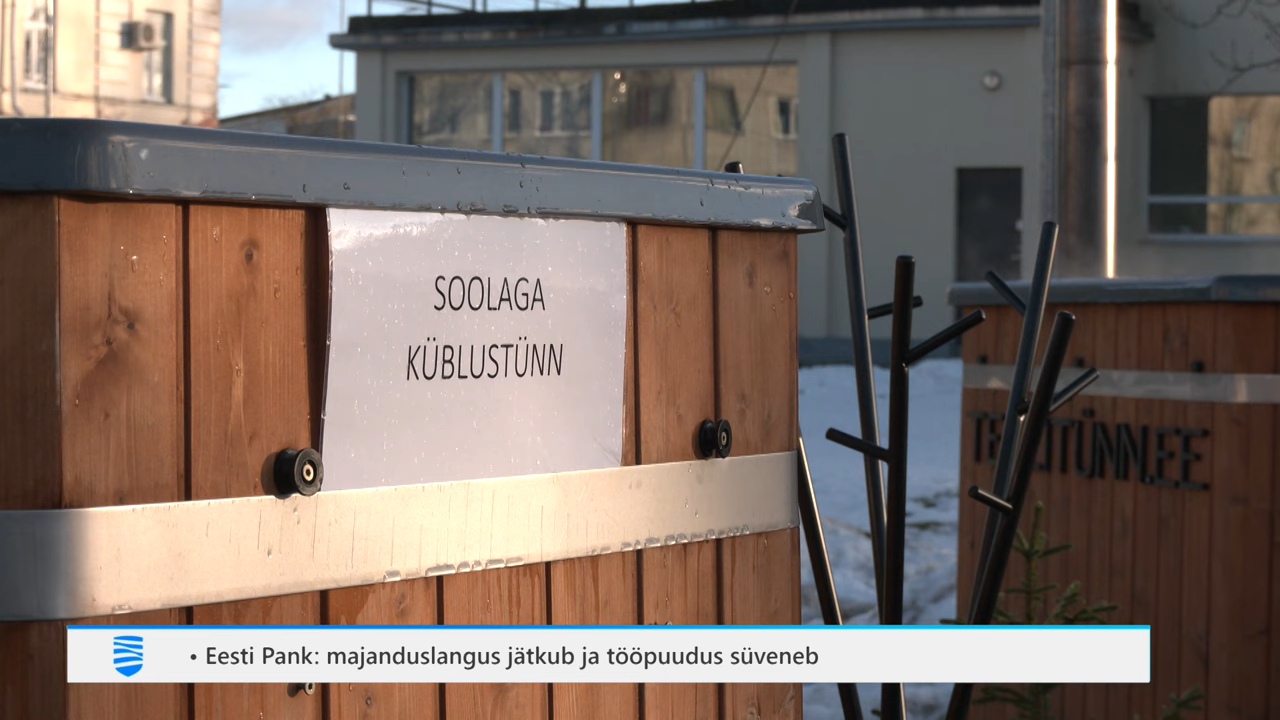 SOOLAGA
KÜBLUSTÜNN
• Eesti Pank: majanduslangus jätkub ja tööpuudus süveneb